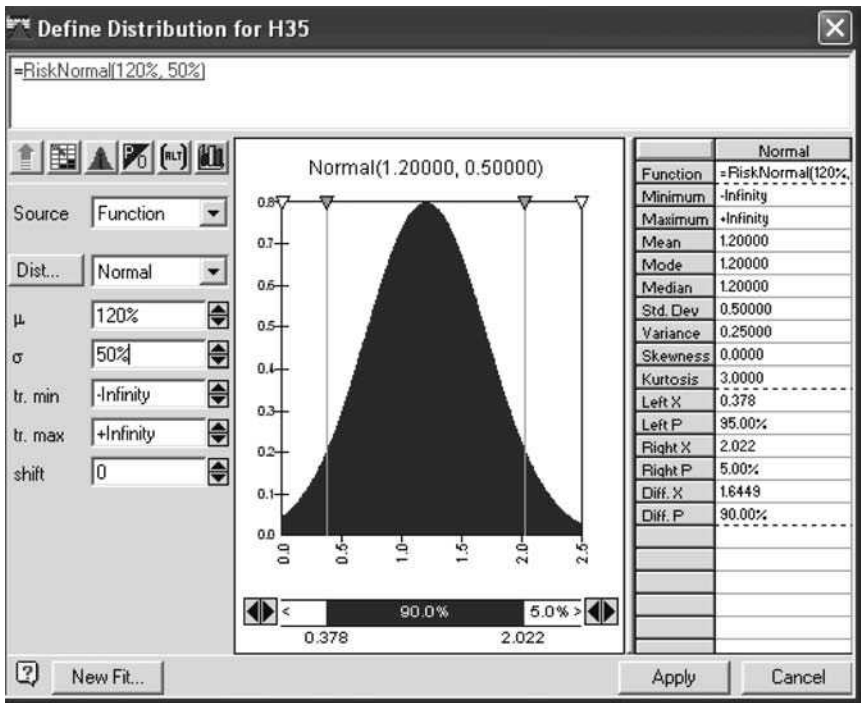 Define Distribution for H35
=RiskNormal(120%, 50%)
Source Function
Dist... Normal
μ 120%
σ 50%
tr. min -Infinity
tr. max +Infinity
shift 0
Normal(1.20000, 0.50000)
0.8
0.7
0.6
0.5
0.4
0.3
0.2
0.1
0.0
0.0 0.5 1.0 1.5 2.0 2.5
< 90.0% 5.0% >
0.378 2.022
Normal
Function =RiskNormal(120%,
Minimum -Infinity
Maximum +Infinity
Mean 1.20000
Mode 1.20000
Median 1.20000
Std. Dev 0.50000
Variance 0.25000
Skewness 0.0000
Kurtosis 3.0000
Left X 0.378
Left P 95.00%
Right X 2.022
Right P 5.00%
Diff. X 1.6449
Diff. P 90.00%
? New Fit... Apply Cancel